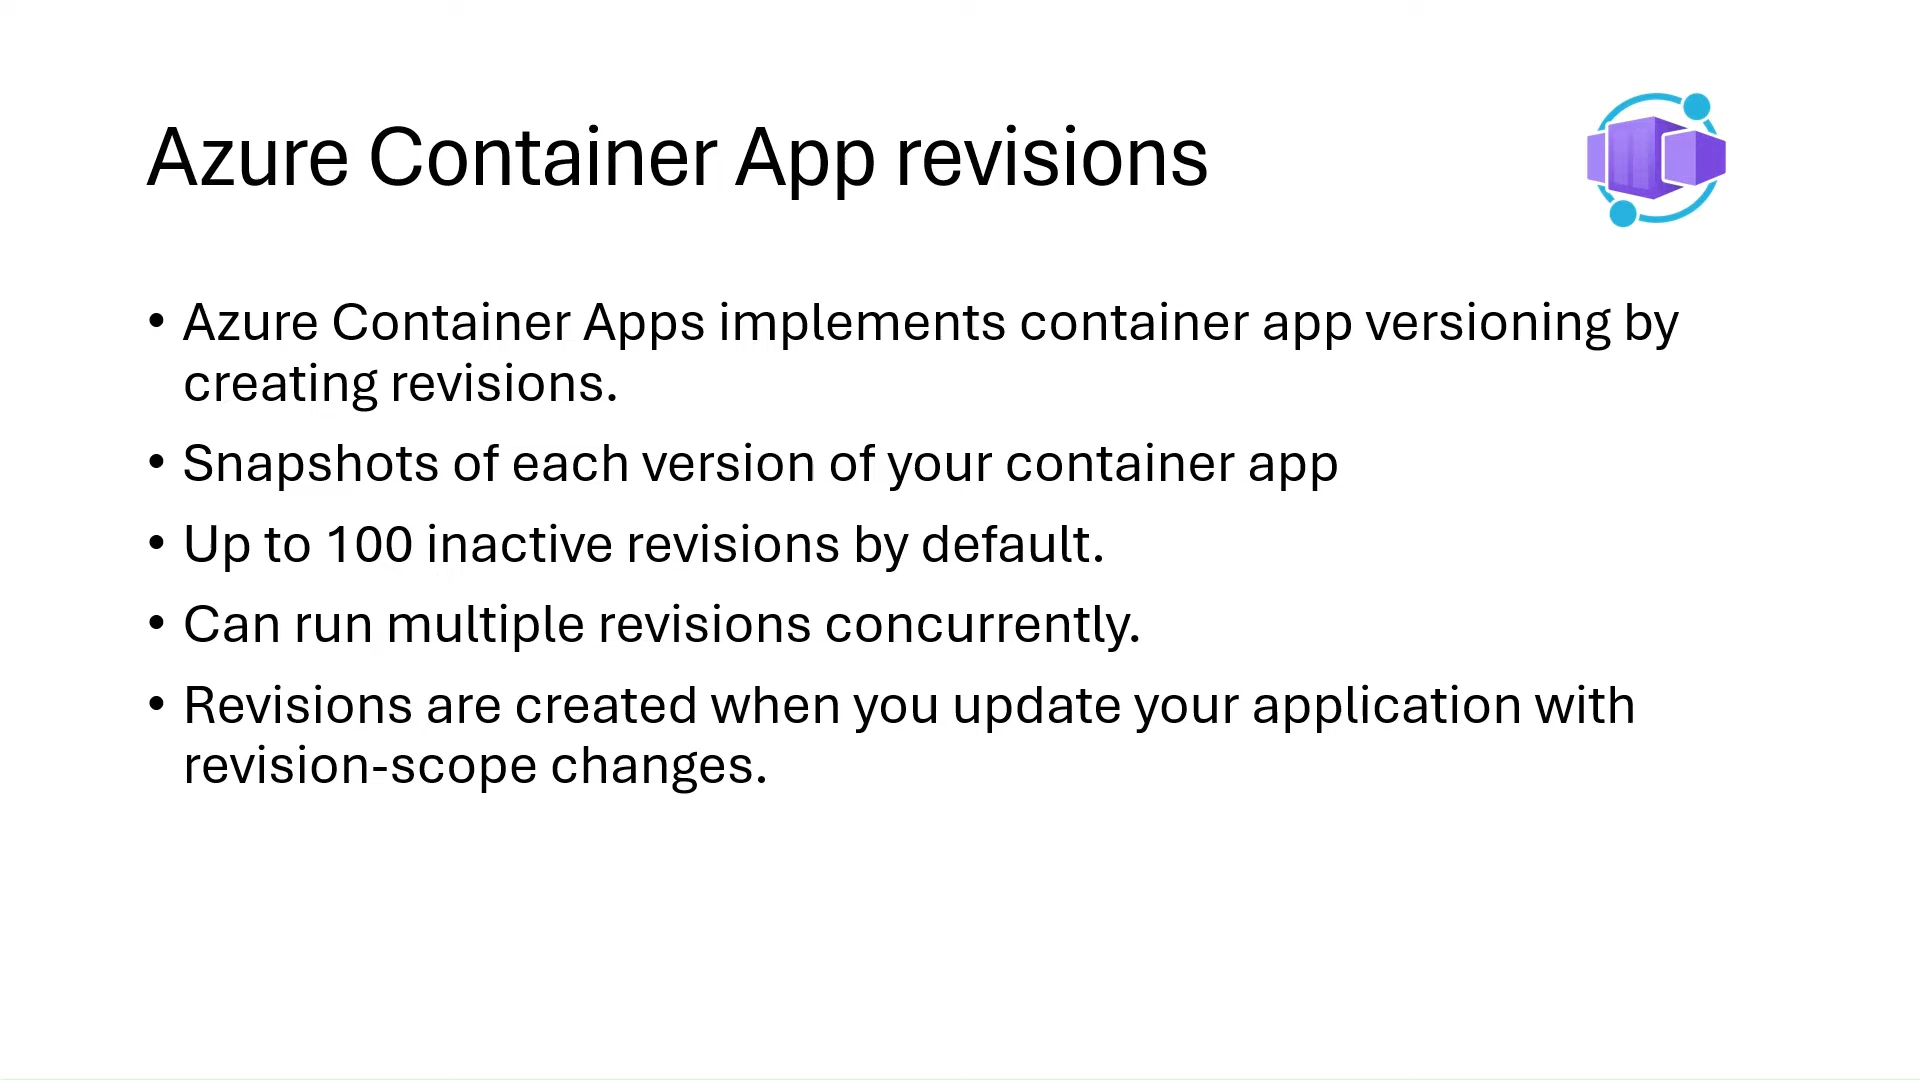 Azure Container App revisions
• Azure Container Apps implements container app versioning by
creating revisions.
• Snapshots of each version of your container app
• Up to 100 inactive revisions by default.
• Can run multiple revisions concurrently.
• Revisions are created when you update your application with
revision-scope changes.